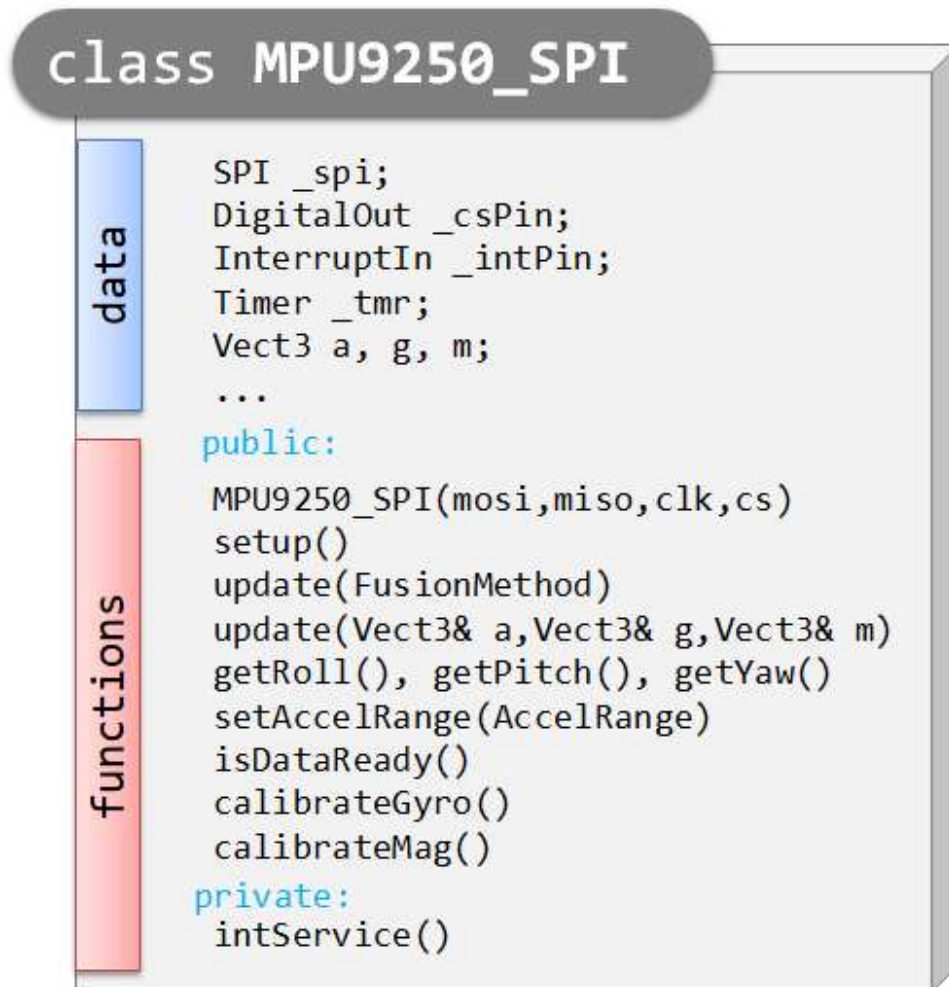 class MPU9250_SPI
data
SPI _spi;
DigitalOut _csPin;
InterruptIn _intPin;
Timer _tmr;
Vect3 a, g, m;
...
functions
public:
MPU9250_SPI(mosi,miso,clk,cs)
setup()
update(FusionMethod)
update(Vect3& a,Vect3& g,Vect3& m)
getRoll(), getPitch(), getYaw()
setAccelRange(AccelRange)
isDataReady()
calibrateGyro()
calibrateMag()
private:
intService()